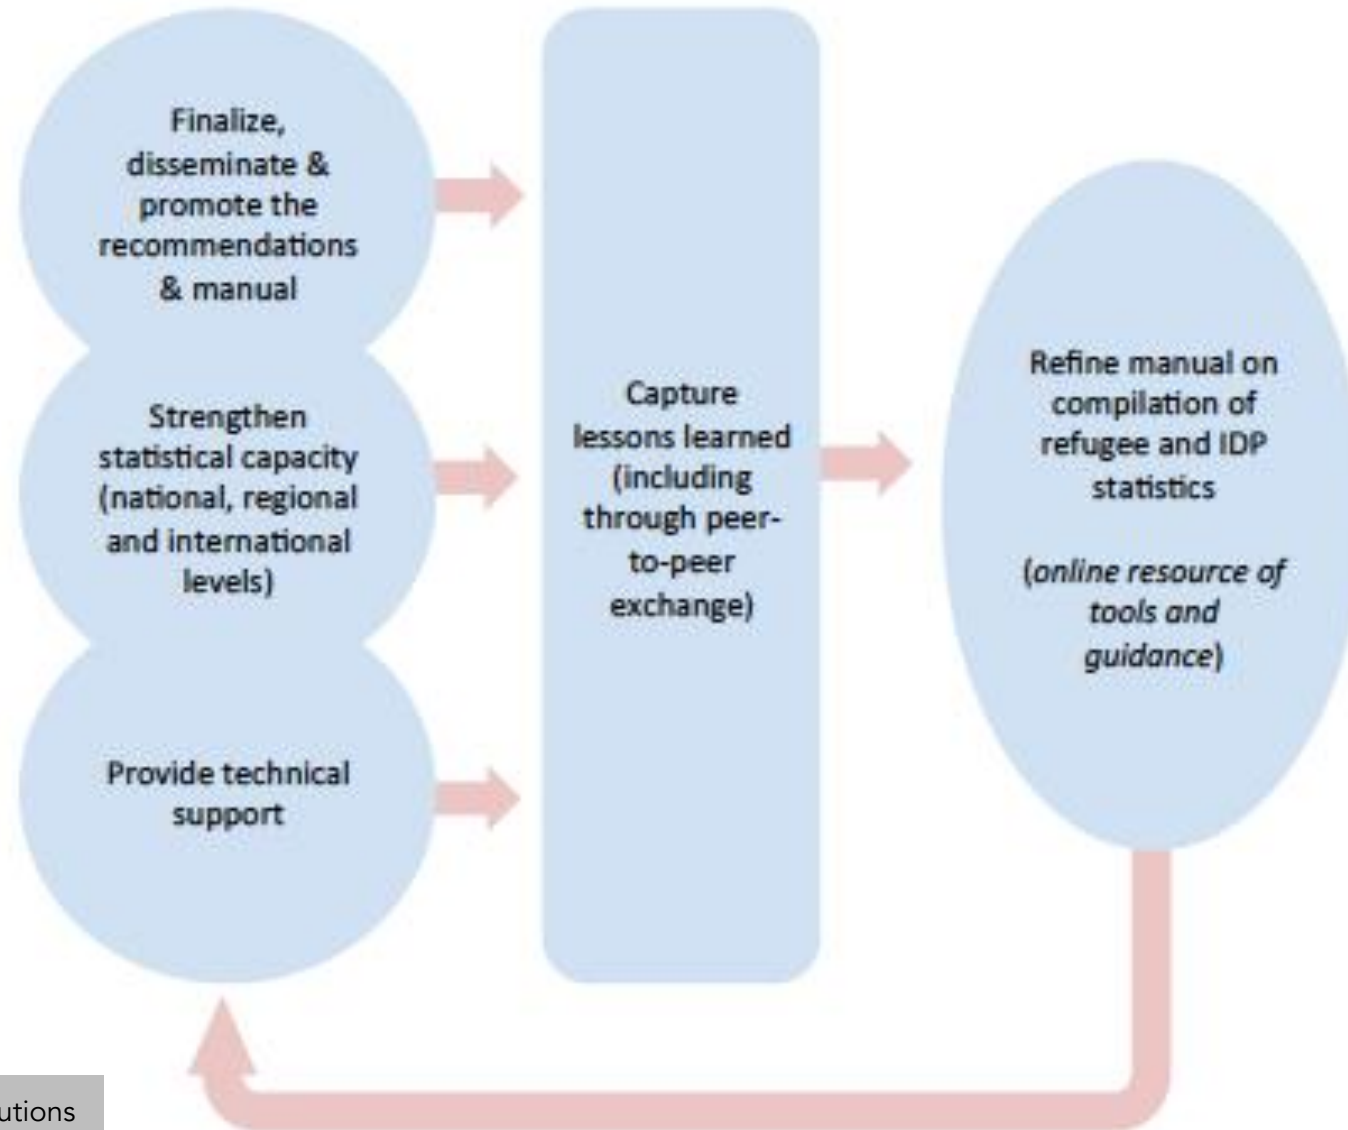 Finalize,
disseminate &
promote the
recommendations
& manual
Strengthen
statistical capacity
(national, regional
and international
levels)
Provide technical
support
Capture
lessons learned
(including
through peer-
to-peer
exchange)
Refine manual on
compilation of
refugee and IDP
statistics
(online resource of
tools and
guidance)
utions